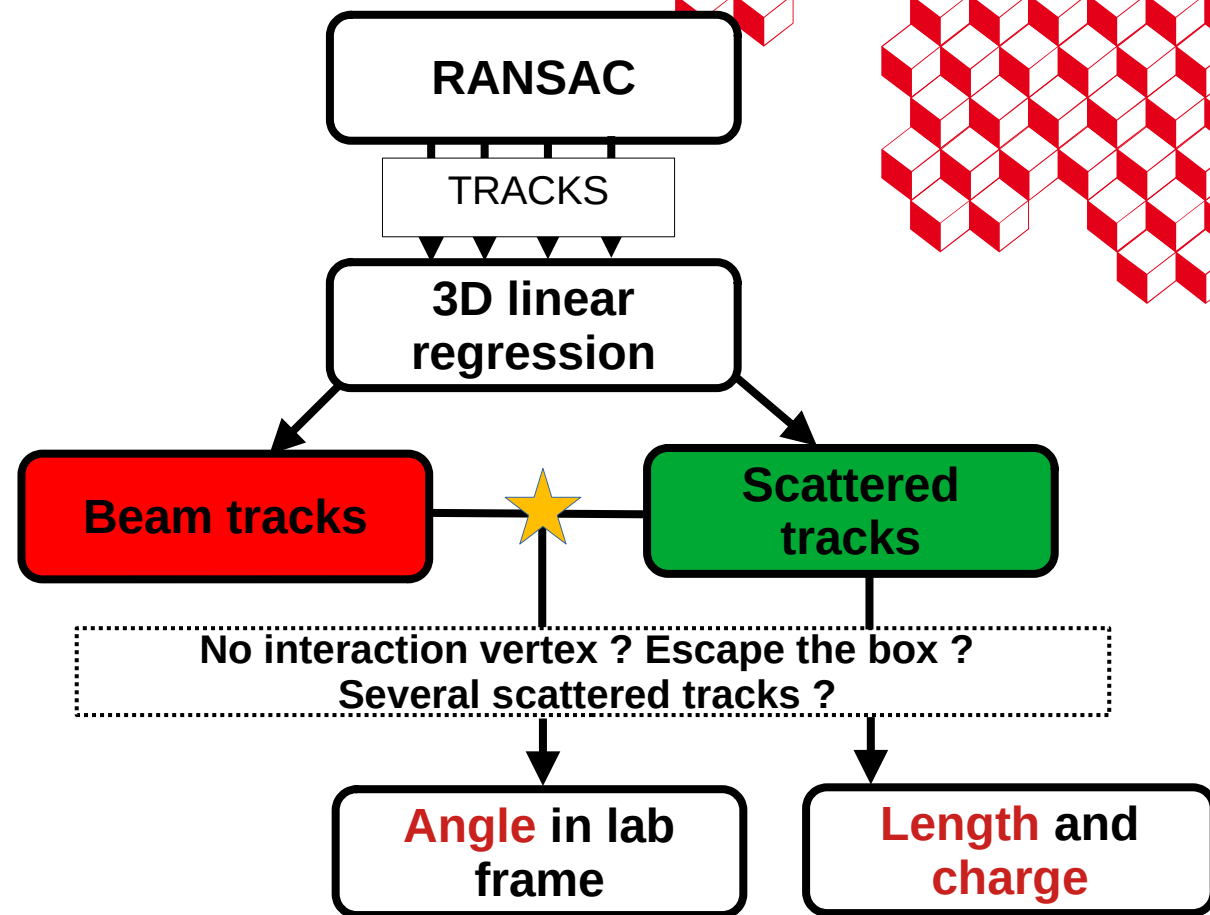 RANSAC
TRACKS
3D linear
regression
Beam tracks
Scattered
tracks
No interaction vertex ? Escape the box ?
Several scattered tracks ?
Angle in lab
frame
Length and
charge